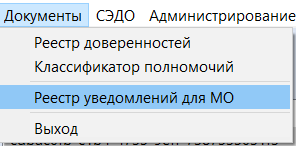 Документы СЭДО Администрирование
Реестр доверенностей
Классификатор полномочий
Реестр уведомлений для МО
Выход